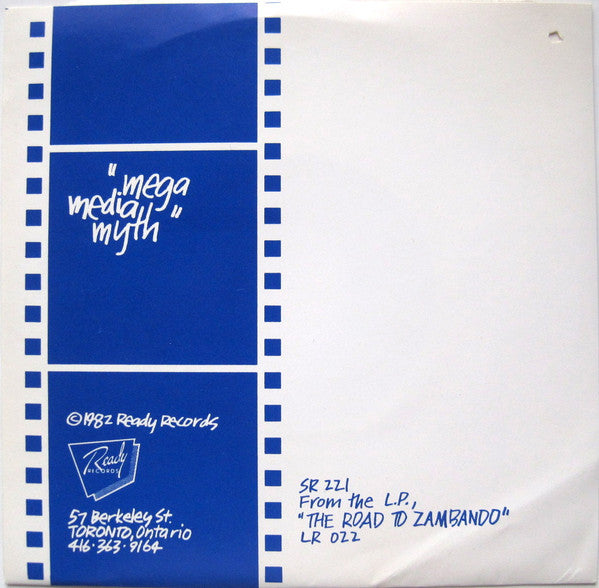 "mega
media
myth"
©1982 Ready Records
Ready
RECORDS
57 Berkeley St.
TORONTO, Ontario
416·363·9164
SR 221
From the L.P.,
"THE ROAD TO ZAMBANDO"
LR 022